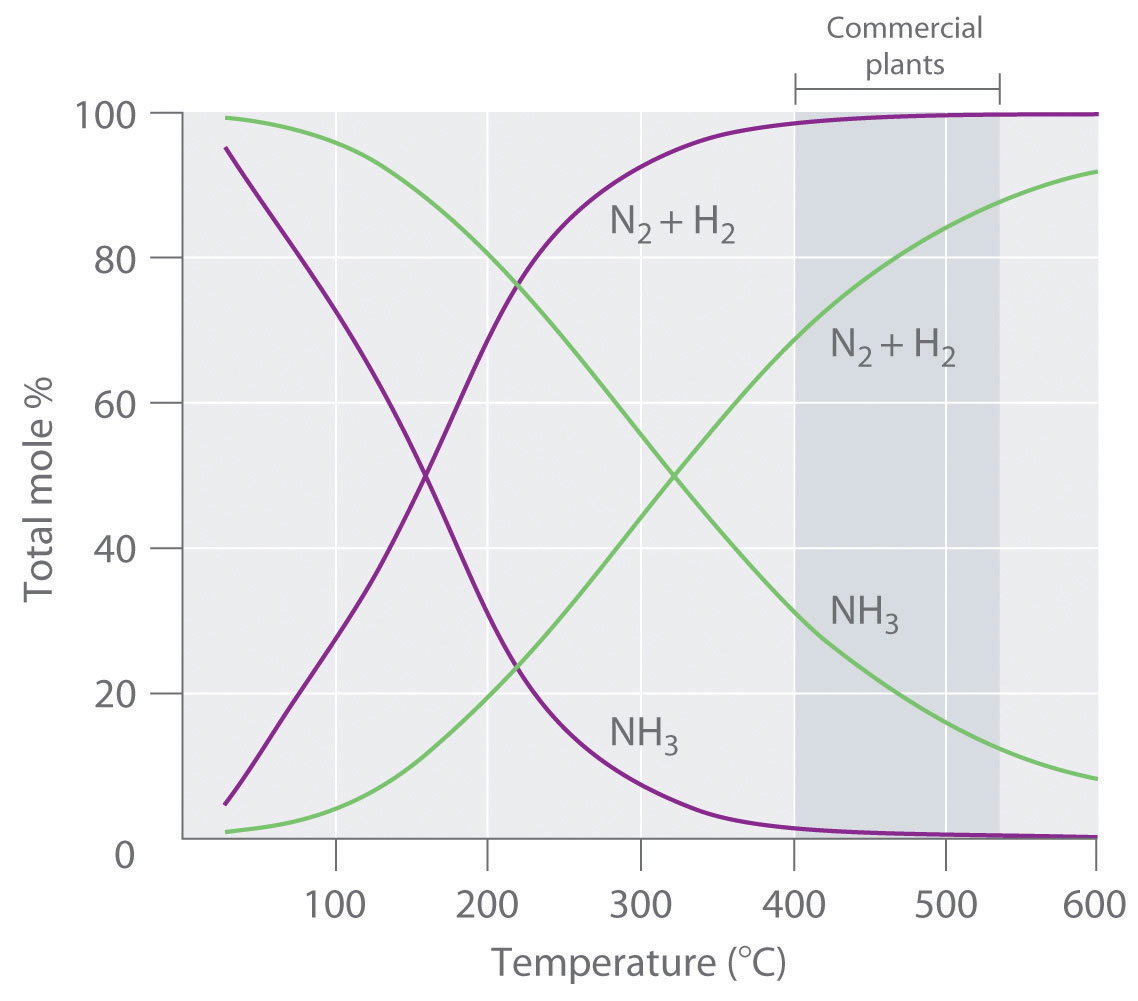 Commercial
plants
100
80
60
40
20
0
Total mole %
N₂ + H₂
N₂ + H₂
NH₃
NH₃
100
200
300
400
500
600
Temperature (°C)